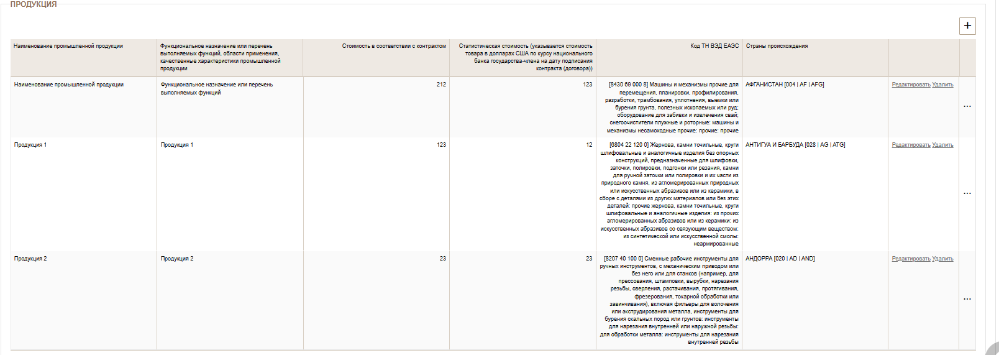 ПРОДУКЦИЯ
+
Наименование промышленной продукции
Функциональное назначение или перечень
выполняемых функций, области применения,
качественные характеристики промышленной
продукции
Стоимость в соответствии с контрактом
Статистическая стоимость (указывается стоимость
товара в долларах США по курсу национального
банка государства-члена на дату подписания
контракта (договора))
Код ТН ВЭД ЕАЭС
Страны происхождения
Наименование промышленной продукции
Функциональное назначение или перечень
выполняемых функций
212
123
[8430 69 000 8] Машины и механизмы прочие для
перемещения, планировки, профилирования,
разработки, трамбования, уплотнения, выемки или
бурения грунта, полезных ископаемых или руд;
оборудование для забивки и извлечения свай;
снегоочистители плужные и роторные: машины и
механизмы несамоходные прочие: прочие: прочие
АФГАНИСТАН [004 | AF | AFG]
Редактировать Удалить
...
Продукция 1
Продукция 1
123
12
[6804 22 120 0] Жернова, камни точильные, круги
шлифовальные и аналогичные изделия без опорных
конструкций, предназначенные для шлифовки,
заточки, полировки, подгонки или резания, камни
для ручной заточки или полировки и их части из
природного камня, из агломерированных природных
или искусственных абразивов или из керамики, в
сборе с деталями из других материалов или без этих
деталей: прочие жернова, камни точильные, круги
шлифовальные и аналогичные изделия: из прочих
агломерированных абразивов или из керамики: из
искусственных абразивов со связующим веществом:
из синтетической или искусственной смолы:
неармированные
АНТИГУА И БАРБУДА [028 | AG | ATG]
Редактировать Удалить
...
Продукция 2
Продукция 2
23
23
[8207 40 100 0] Сменные рабочие инструменты для
ручных инструментов, с механическим приводом или
без него или для станков (например, для
прессования, штамповки, вырубки, нарезания
резьбы, сверления, растачивания, протягивания,
фрезерования, токарной обработки или
завинчивания), включая фильеры для волочения
или экструдирования металла, инструменты для
бурения скальных пород или грунтов: инструменты
для нарезания внутренней или наружной резьбы:
для обработки металла: инструменты для нарезания
внутренней резьбы
АНДОРРА [020 | AD | AND]
Редактировать Удалить
...